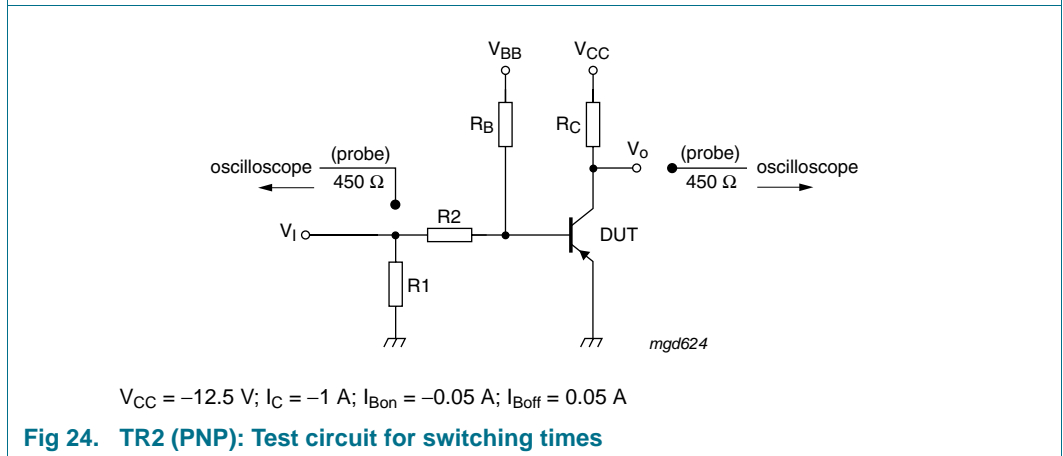 VBB
VCC
RB
RC
Vo
(probe)
oscilloscope
450 Ω
(probe)
oscilloscope
450 Ω
R2
VI
DUT
R1
mgd624
VCC = −12.5 V; IC = −1 A; IBon = −0.05 A; IBoff = 0.05 A
Fig 24. TR2 (PNP): Test circuit for switching times